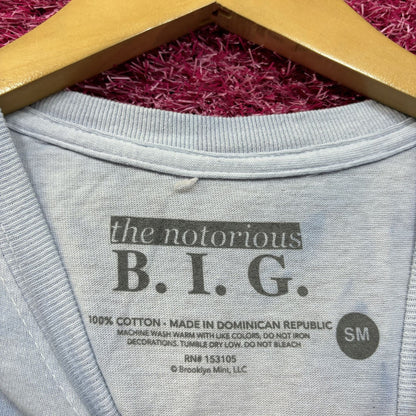 the notorious
B. I. G.
100% COTTON - MADE IN DOMINICAN REPUBLIC
MACHINE WASH WARM WITH LIKE COLORS, DO NOT IRON
DECORATIONS. TUMBLE DRY LOW. DO NOT BLEACH
RN# 153105
© Brooklyn Mint, LLC
SM